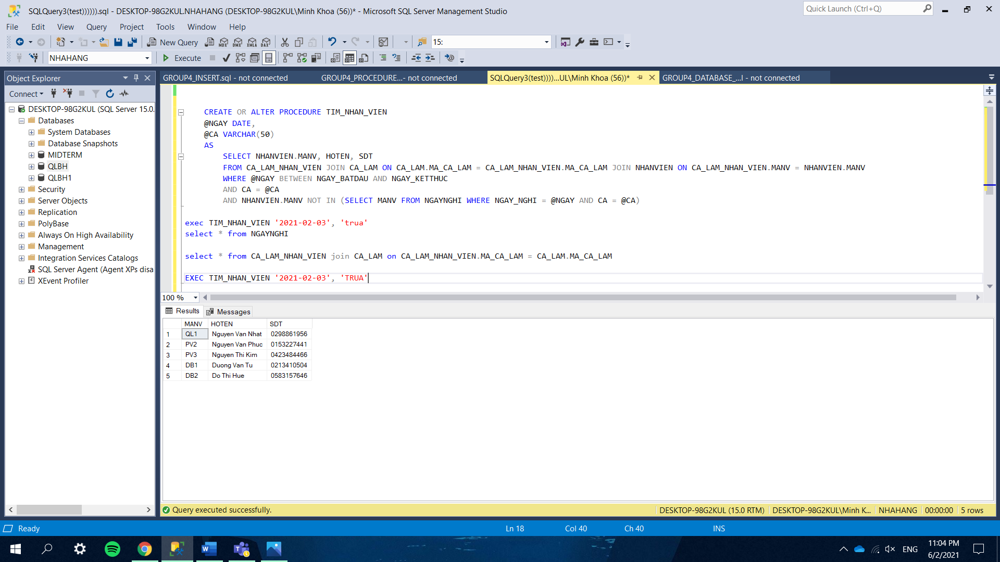 SQLQuery3(test)))))).sql - DESKTOP-98G2KUL.NHAHANG (DESKTOP-98G2KUL\Minh Khoa (56))* - Microsoft SQL Server Management Studio
Quick Launch (Ctrl+Q)
File Edit View Query Project Tools Window Help
New Query MDX DMX XMLA DAX 15:
NHAHANG Execute
Object Explorer
GROUP4_INSERT.sql - not connected GROUP4_PROCEDURE...- not connected SQLQuery3(test))))...UL\Minh Khoa (56))* GROUP4_DATABASE_...l - not connected
Connect
DESKTOP-98G2KUL (SQL Server 15.0.
Databases
System Databases
Database Snapshots
MIDTERM
QLBH
QLBH1
Security
Server Objects
Replication
PolyBase
Always On High Availability
Management
Integration Services Catalogs
SQL Server Agent (Agent XPs disa
XEvent Profiler
CREATE OR ALTER PROCEDURE TIM_NHAN_VIEN
@NGAY DATE,
@CA VARCHAR(50)
AS
SELECT NHANVIEN.MANV, HOTEN, SDT
FROM CA_LAM_NHAN_VIEN JOIN CA_LAM ON CA_LAM.MA_CA_LAM = CA_LAM_NHAN_VIEN.MA_CA_LAM JOIN NHANVIEN ON CA_LAM_NHAN_VIEN.MANV = NHANVIEN.MANV
WHERE @NGAY BETWEEN NGAY_BATDAU AND NGAY_KETTHUC
AND CA = @CA
AND NHANVIEN.MANV NOT IN (SELECT MANV FROM NGAYNGHI WHERE NGAY_NGHI = @NGAY AND CA = @CA)
exec TIM_NHAN_VIEN '2021-02-03', 'trua'
select * from NGAYNGHI
select * from CA_LAM_NHAN_VIEN join CA_LAM on CA_LAM_NHAN_VIEN.MA_CA_LAM = CA_LAM.MA_CA_LAM
EXEC TIM_NHAN_VIEN '2021-02-03', 'TRUA'
100 %
Results Messages
MANV HOTEN SDT
1 QL1 Nguyen Van Nhat 0298861956
2 PV2 Nguyen Van Phuc 0153227441
3 PV3 Nguyen Thi Kim 0423484466
4 DB1 Duong Van Tu 0213410504
5 DB2 Do Thi Hue 0583157646
Query executed successfully. DESKTOP-98G2KUL (15.0 RTM) DESKTOP-98G2KUL\Minh K... NHAHANG 00:00:00 5 rows
Ready Ln 18 Col 40 Ch 40 INS
ENG 11:04 PM
6/2/2021